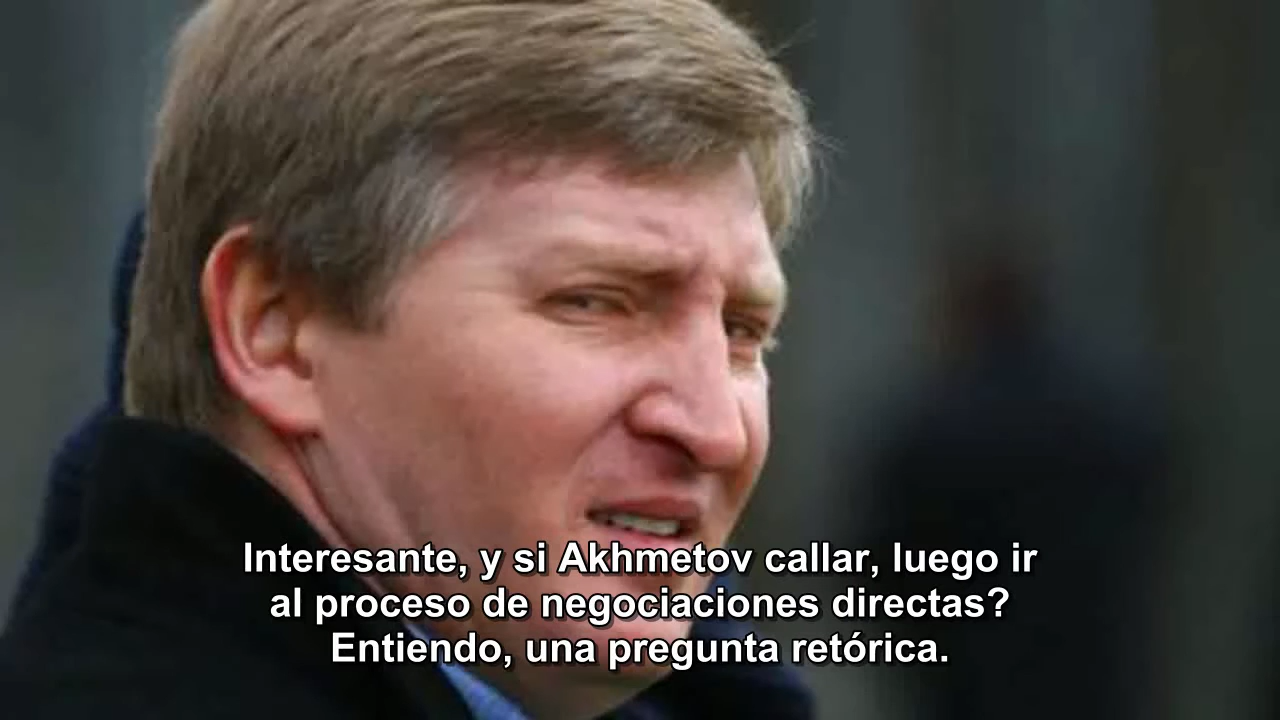 Interesante, y si Akhmetov callar, luego ir
al proceso de negociaciones directas?
Entiendo, una pregunta retórica.